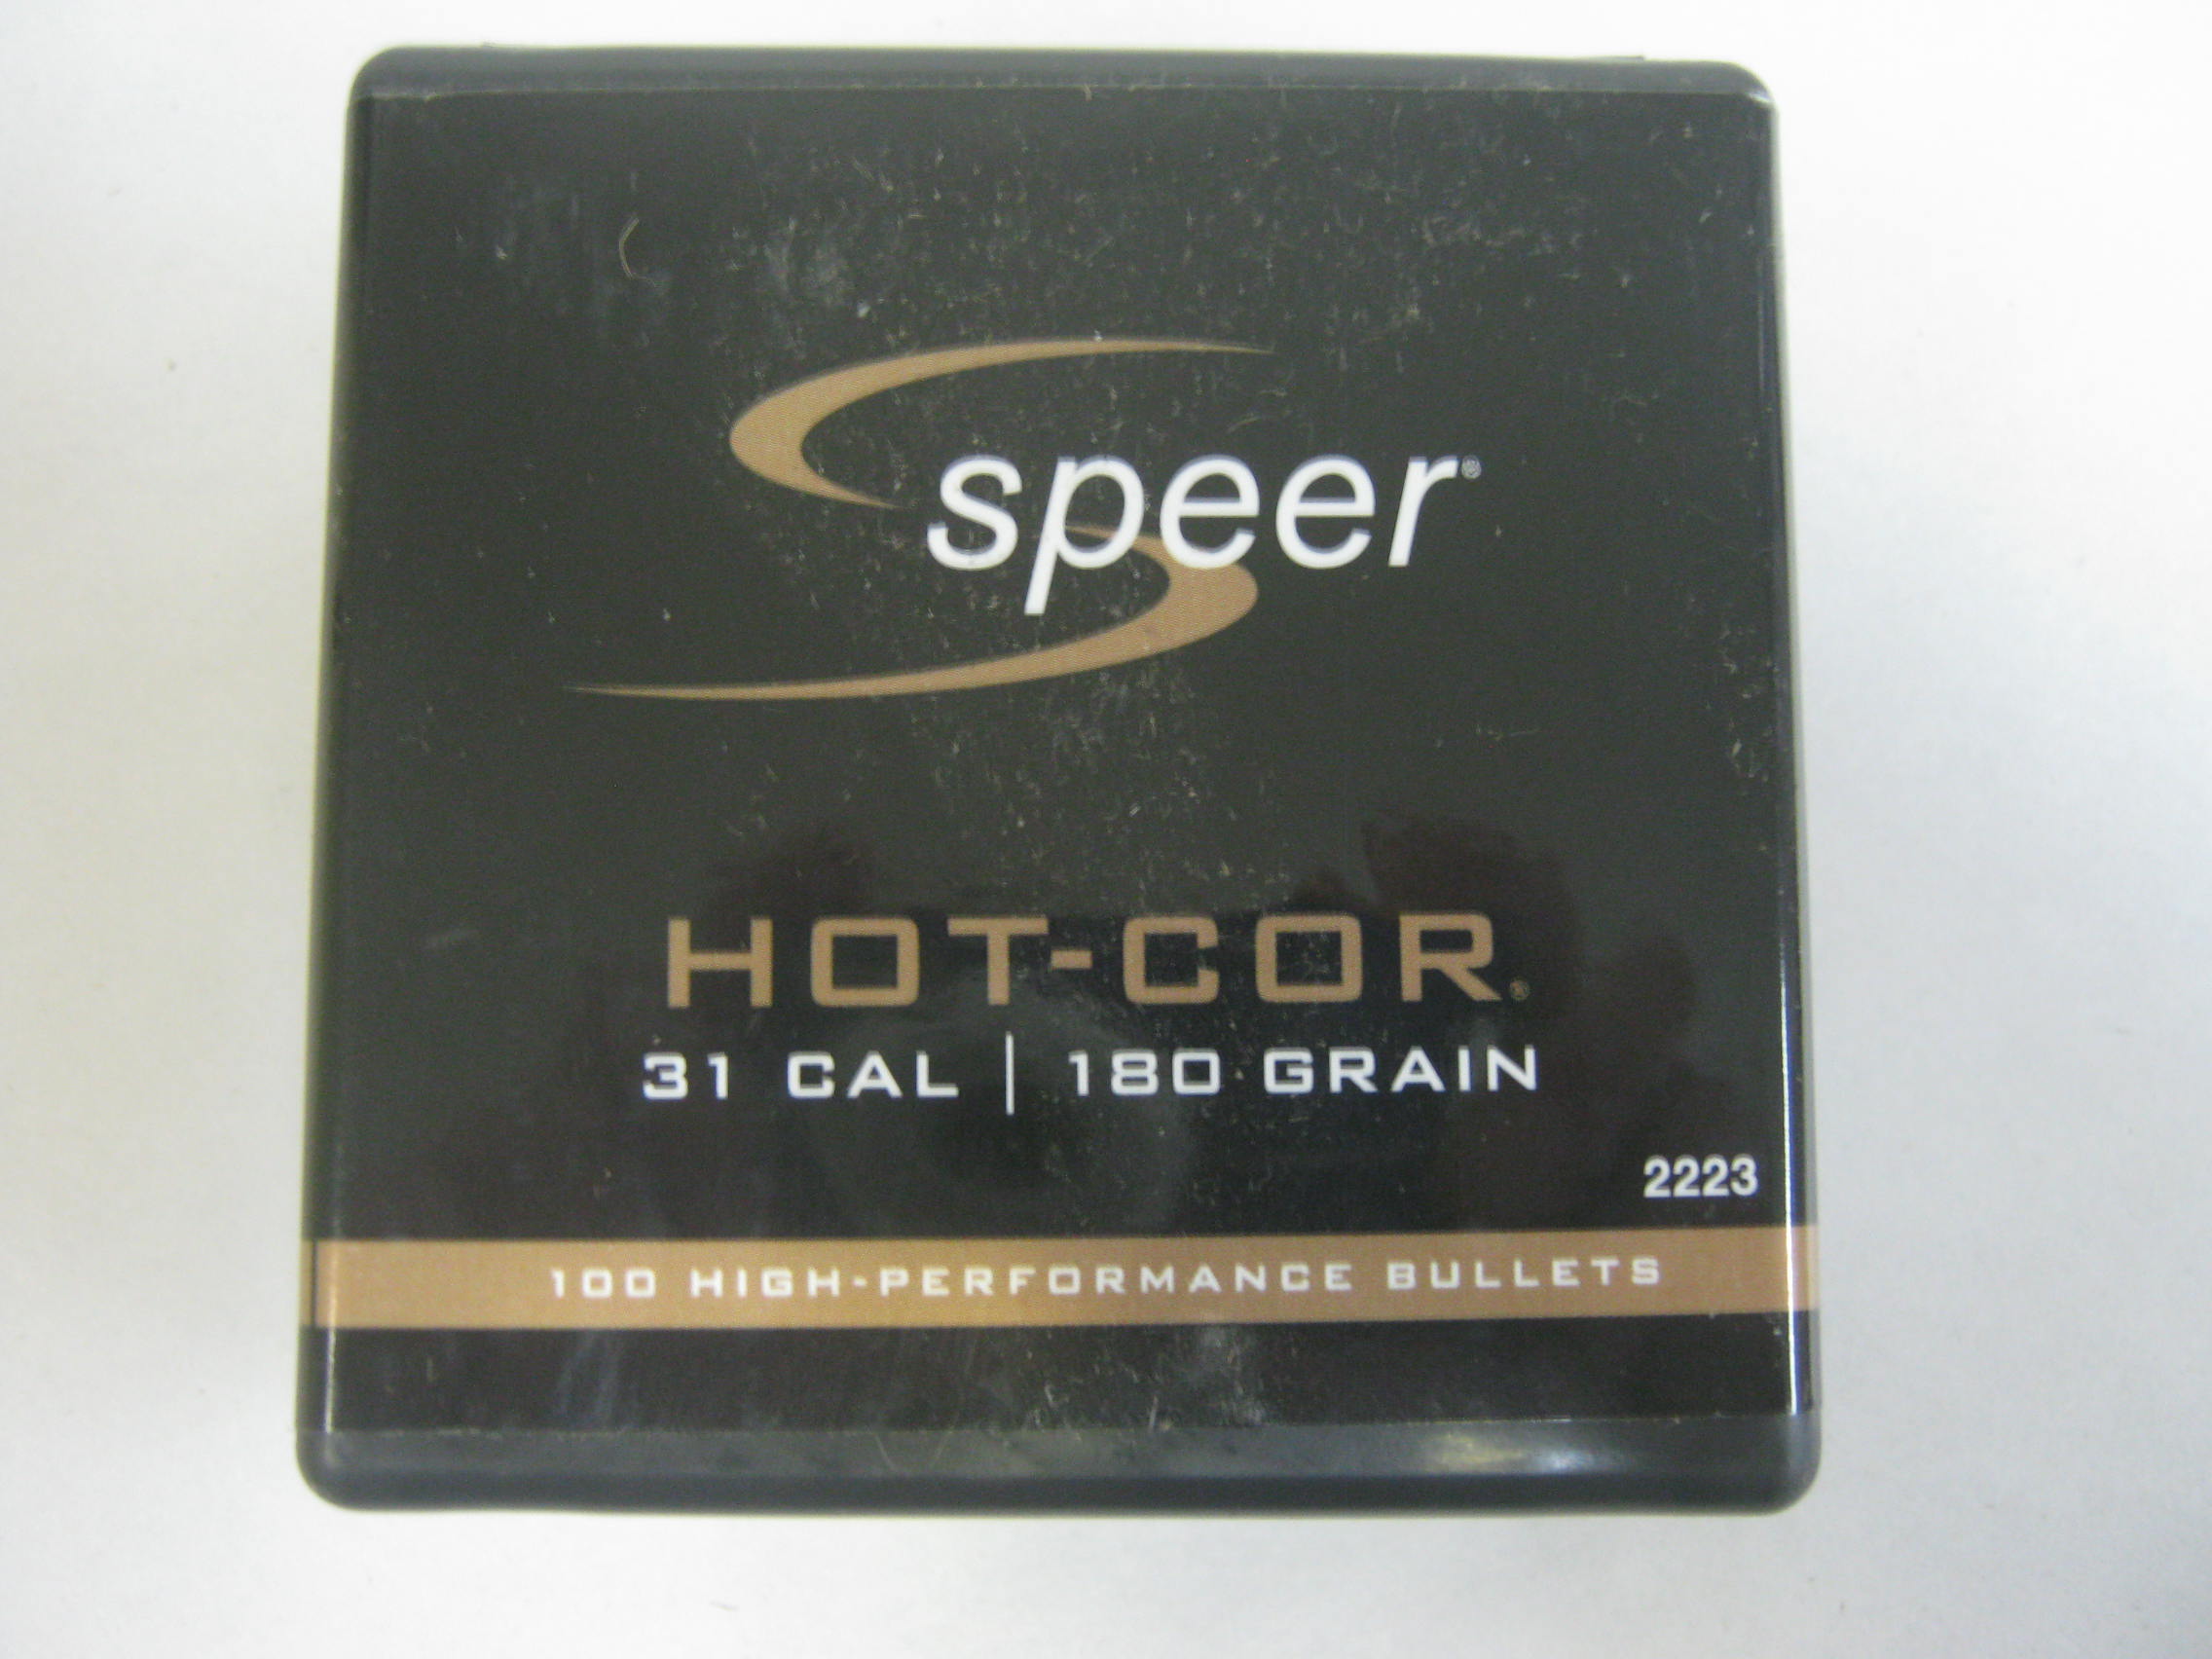 speer®
HOT-COR®
31 CAL | 180 GRAIN
2223
100 HIGH-PERFORMANCE BULLETS